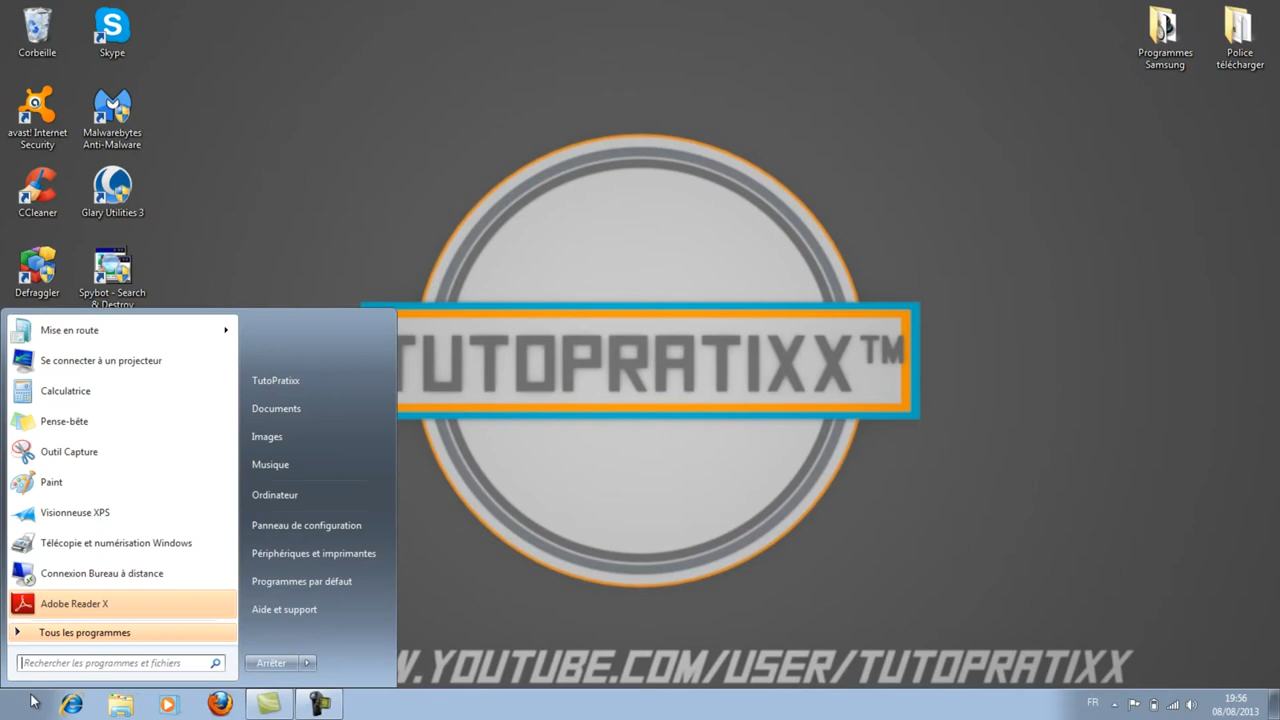 Corbeille
Skype
Programmes
Samsung
Police
télécharger
avast! Internet
Security
Malwarebytes
Anti-Malware
CCleaner
Glary Utilities 3
Defraggler
Spybot - Search
& Destroy
Mise en route
Se connecter à un projecteur
Calculatrice
Pense-bête
Outil Capture
Paint
Visionneuse XPS
Télécopie et numérisation Windows
Connexion Bureau à distance
Adobe Reader X
Tous les programmes
Rechercher les programmes et fichiers
TutoPratixx
Documents
Images
Musique
Ordinateur
Panneau de configuration
Périphériques et imprimantes
Programmes par défaut
Aide et support
Arrêter
TUTOPRATIXX™
W.YOUTUBE.COM/USER/TUTOPRATIXX
FR
19:56
08/08/2013